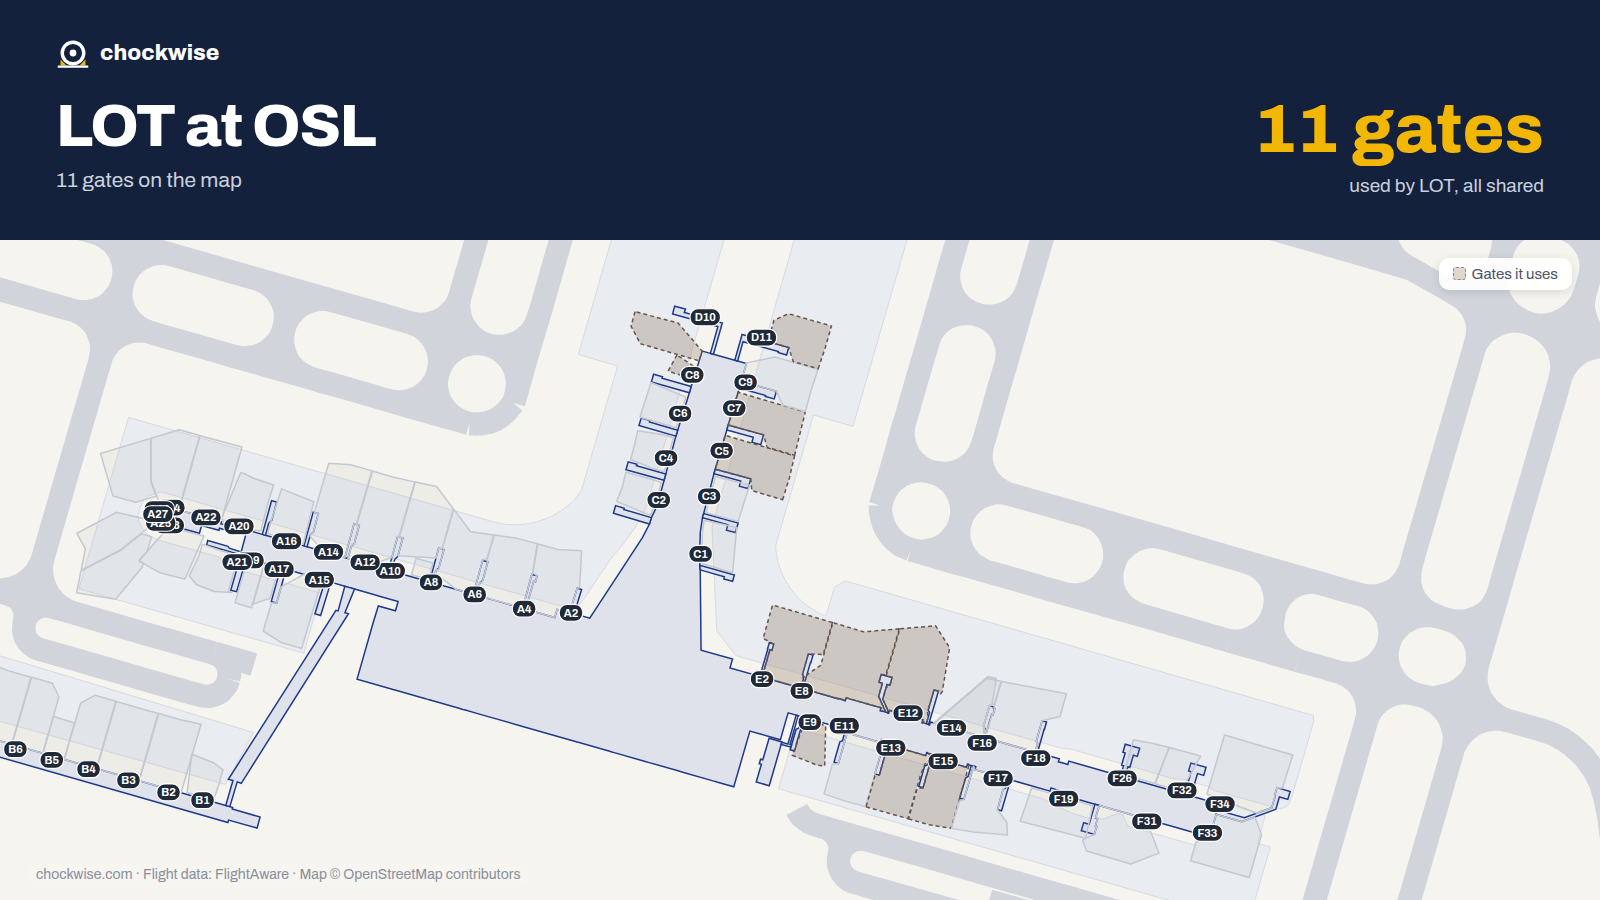 chockwise
LOT at OSL
11 gates on the map
11 gates
used by LOT, all shared
Gates it uses
D10
D11
C8
C9
C6
C7
C4
C5
C2
C3
C1
A27
A22
A20
A16
A14
A12
A10
A21
A17
A15
A8
A6
A4
A2
E2
E8
E9
E11
E12
E14
E13
E15
F16
F18
F17
F19
F26
F32
F34
F31
F33
B6
B5
B4
B3
B2
B1
chockwise.com · Flight data: FlightAware · Map © OpenStreetMap contributors